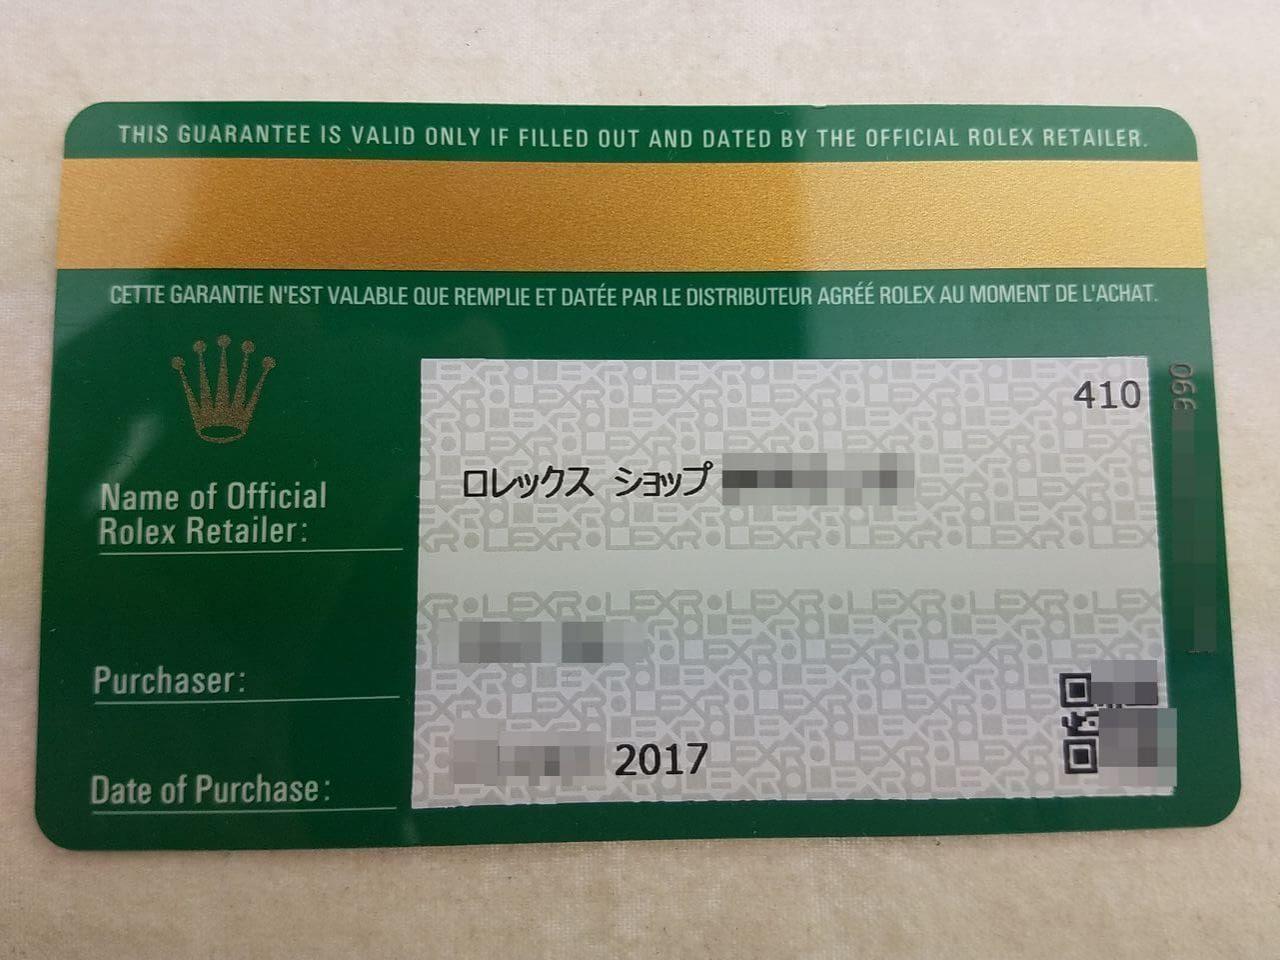 THIS GUARANTEE IS VALID ONLY IF FILLED OUT AND DATED BY THE OFFICIAL ROLEX RETAILER.
CETTE GARANTIE N'EST VALABLE QUE REMPLIE ET DATÉE PAR LE DISTRIBUTEUR AGRÉÉ ROLEX AU MOMENT DE L'ACHAT.
410
066
Name of Official
Rolex Retailer:
ロレックス ショップ
Purchaser:
Date of Purchase:
2017